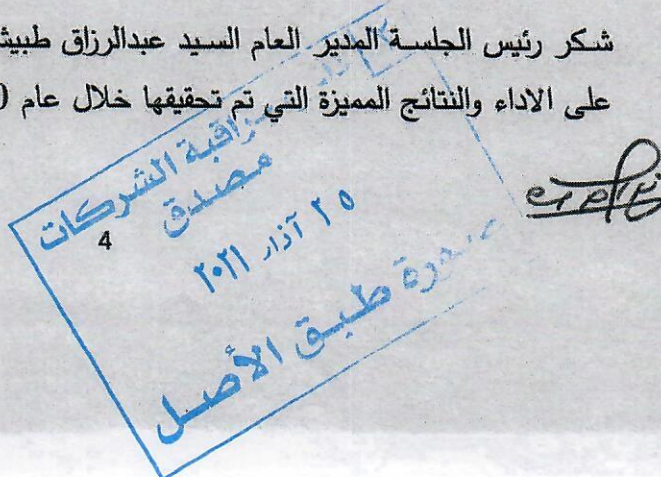 شكر رئيس الجلسة المدير العام السيد عبدالرزاق طبيش
على الاداء والنتائج المميزة التي تم تحقيقها خلال عام
مراقبة الشركات
مصدق
4
٢٥ آذار ٢٠٢١
صورة طبق الأصل